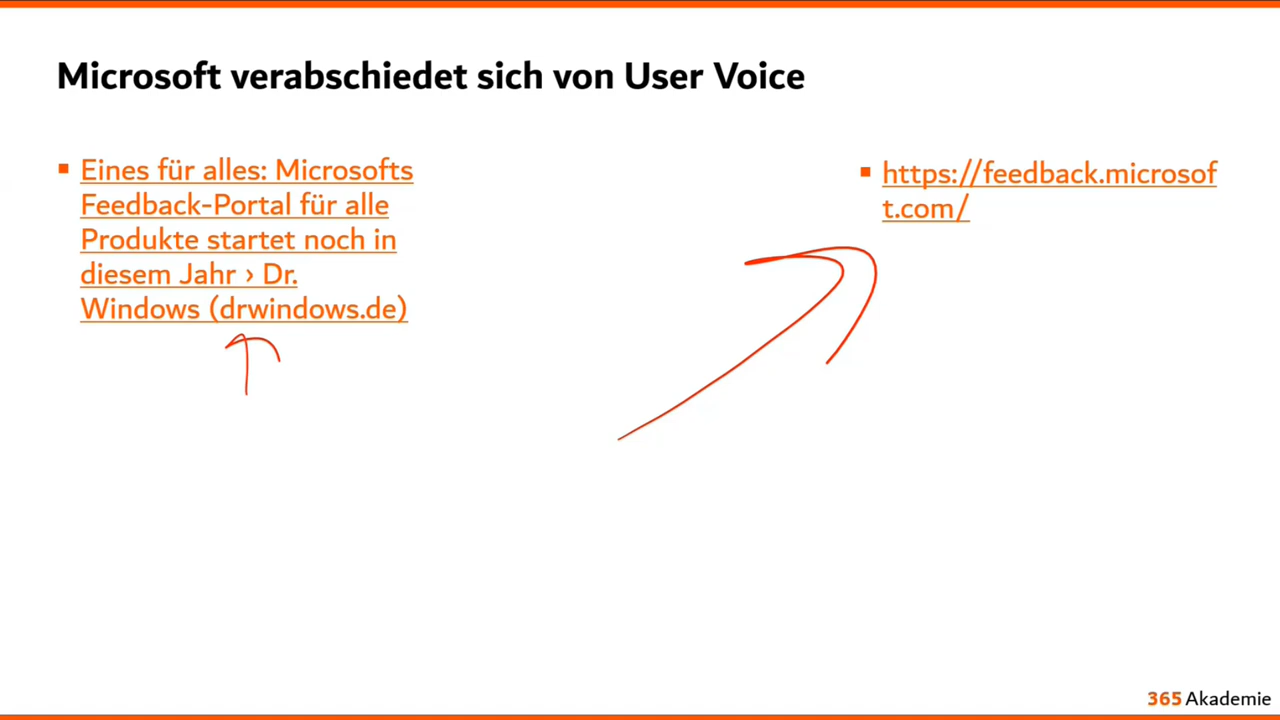 Microsoft verabschiedet sich von User Voice
Eines für alles: Microsofts
Feedback-Portal für alle
Produkte startet noch in
diesem Jahr › Dr.
Windows (drwindows.de)
https://feedback.microsof
t.com/
365 Akademie